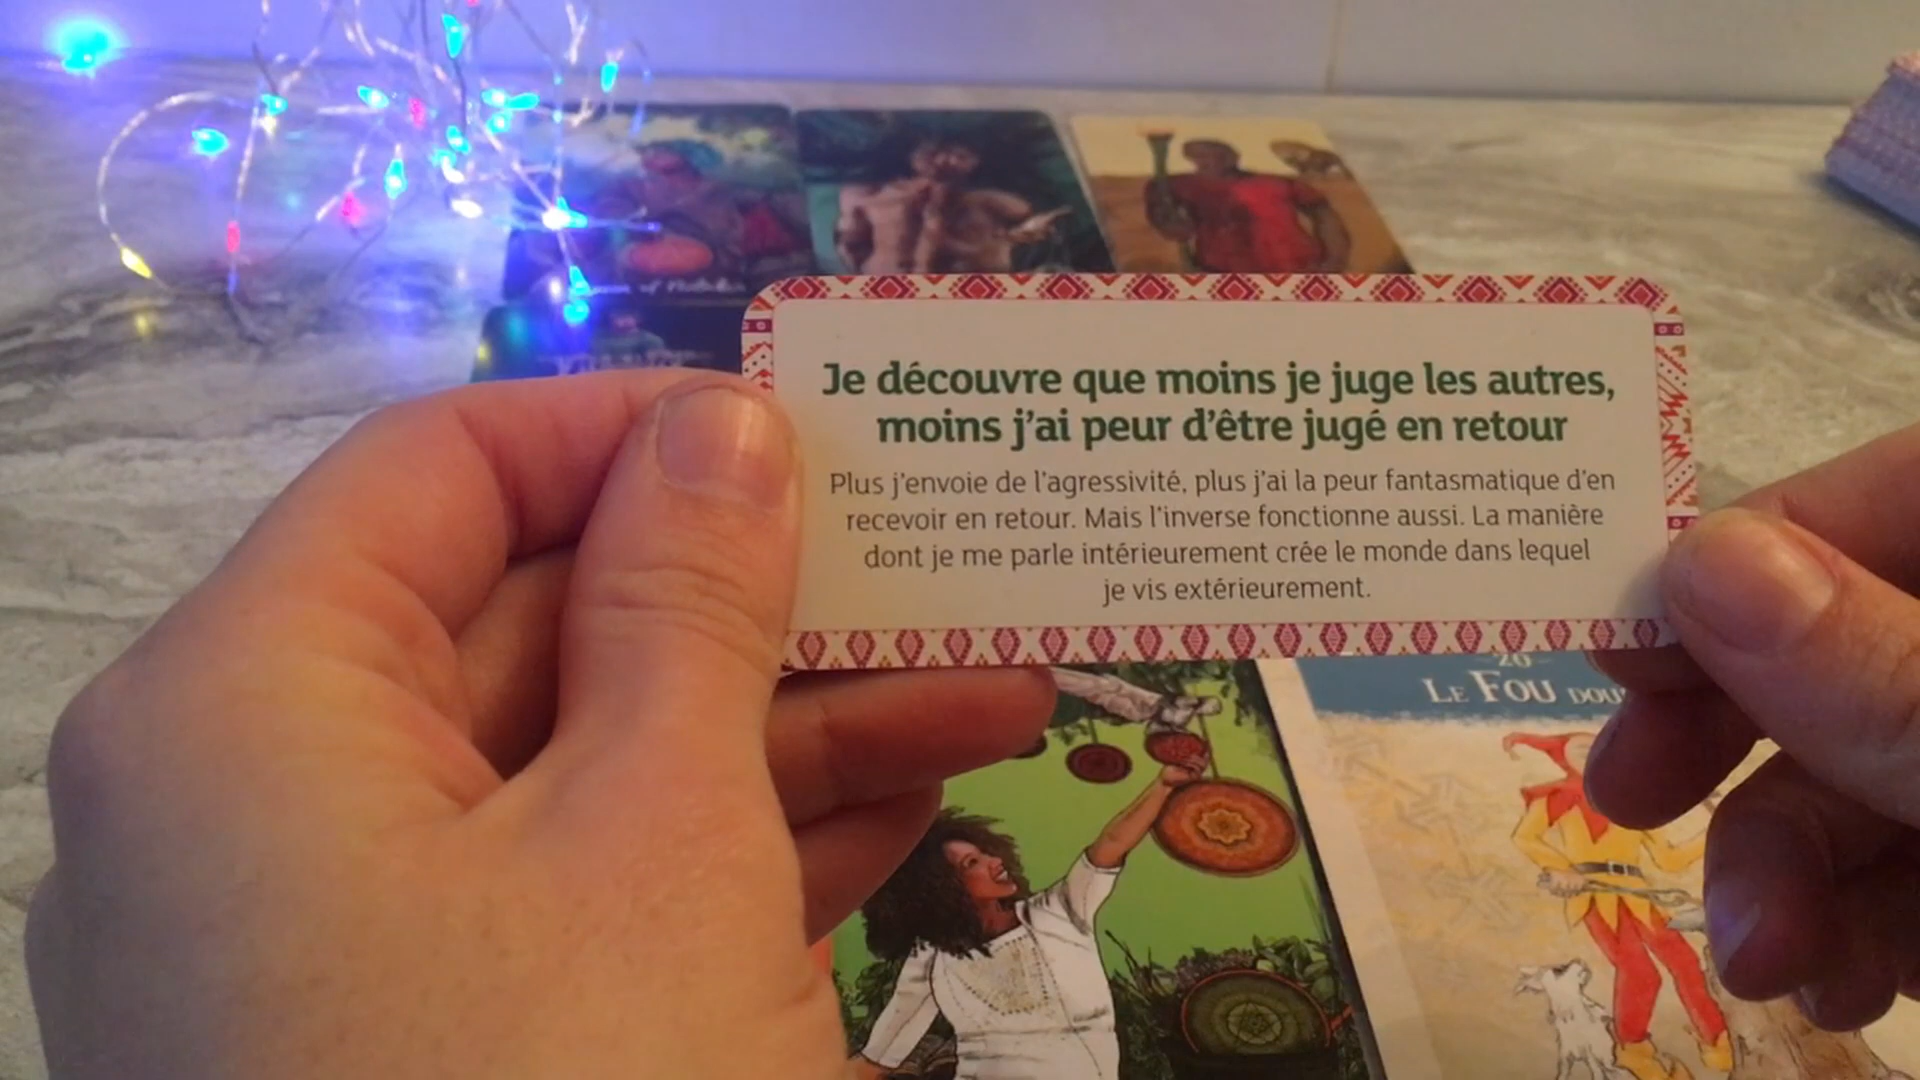 Je découvre que moins je juge les autres,
moins j'ai peur d'être jugé en retour
Plus j'envoie de l'agressivité, plus j'ai la peur fantasmatique d'en
recevoir en retour. Mais l'inverse fonctionne aussi. La manière
dont je me parle intérieurement crée le monde dans lequel
je vis extérieurement.
20
LE FOU